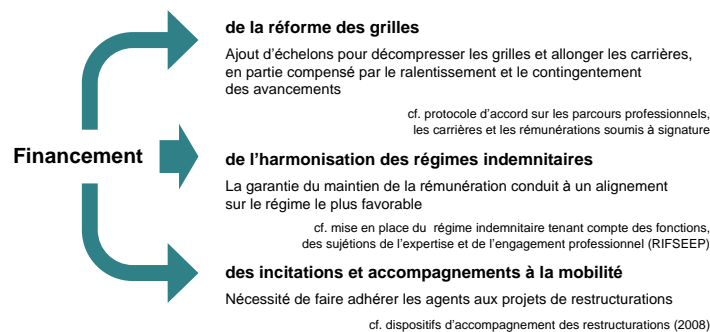 de la réforme des grilles
Ajout d'échelons pour décompresser les grilles et allonger les carrières,
en partie compensé par le ralentissement et le contingentement
des avancements
cf. protocole d'accord sur les parcours professionnels,
les carrières et les rémunérations soumis à signature
Financement
de l'harmonisation des régimes indemnitaires
La garantie du maintien de la rémunération conduit à un alignement
sur le régime le plus favorable
cf. mise en place du régime indemnitaire tenant compte des fonctions,
des sujétions de l'expertise et de l'engagement professionnel (RIFSEEP)
des incitations et accompagnements à la mobilité
Nécessité de faire adhérer les agents aux projets de restructurations
cf. dispositifs d'accompagnement des restructurations (2008)